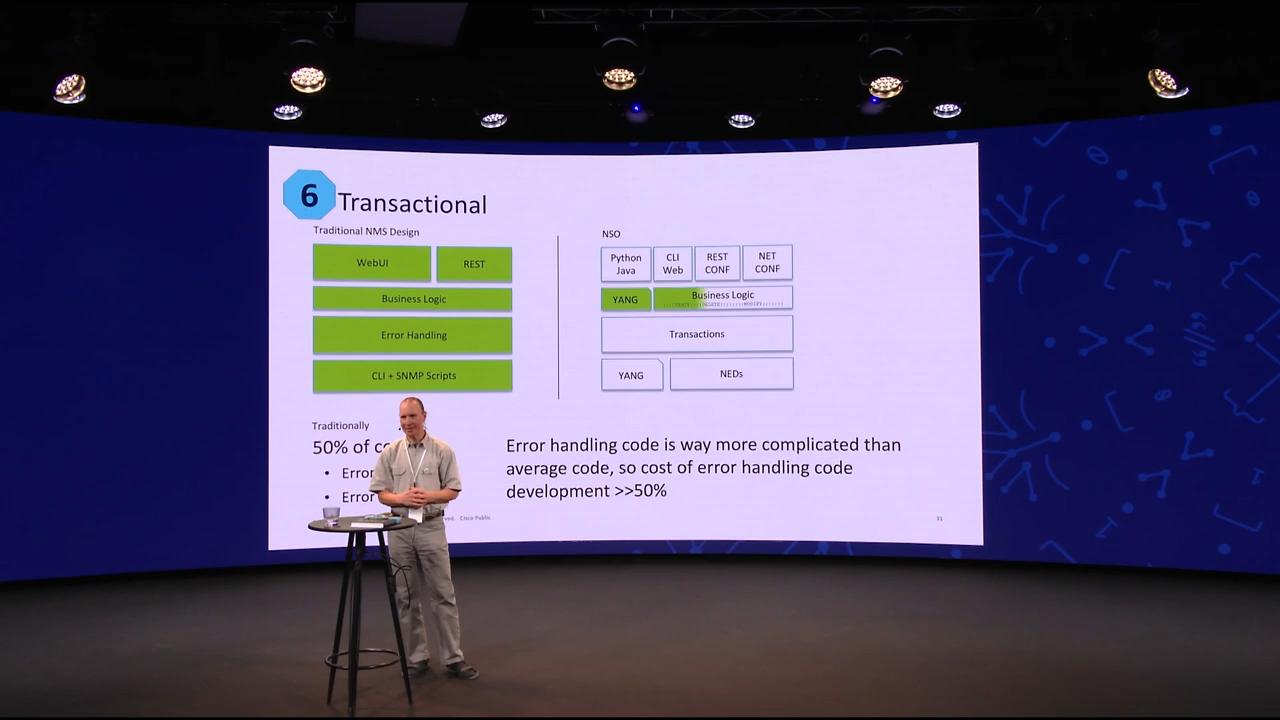 6
Transactional
Traditional NMS Design
WebUI
REST
Business Logic
Error Handling
CLI + SNMP Scripts
NSO
Python
Java
CLI
Web
REST
CONF
NET
CONF
YANG
Business Logic
Transactions
YANG
NEDs
Traditionally
50% of
• Error
• Error
Error handling code is way more complicated than
average code, so cost of error handling code
development >>50%
Cisco Public
31